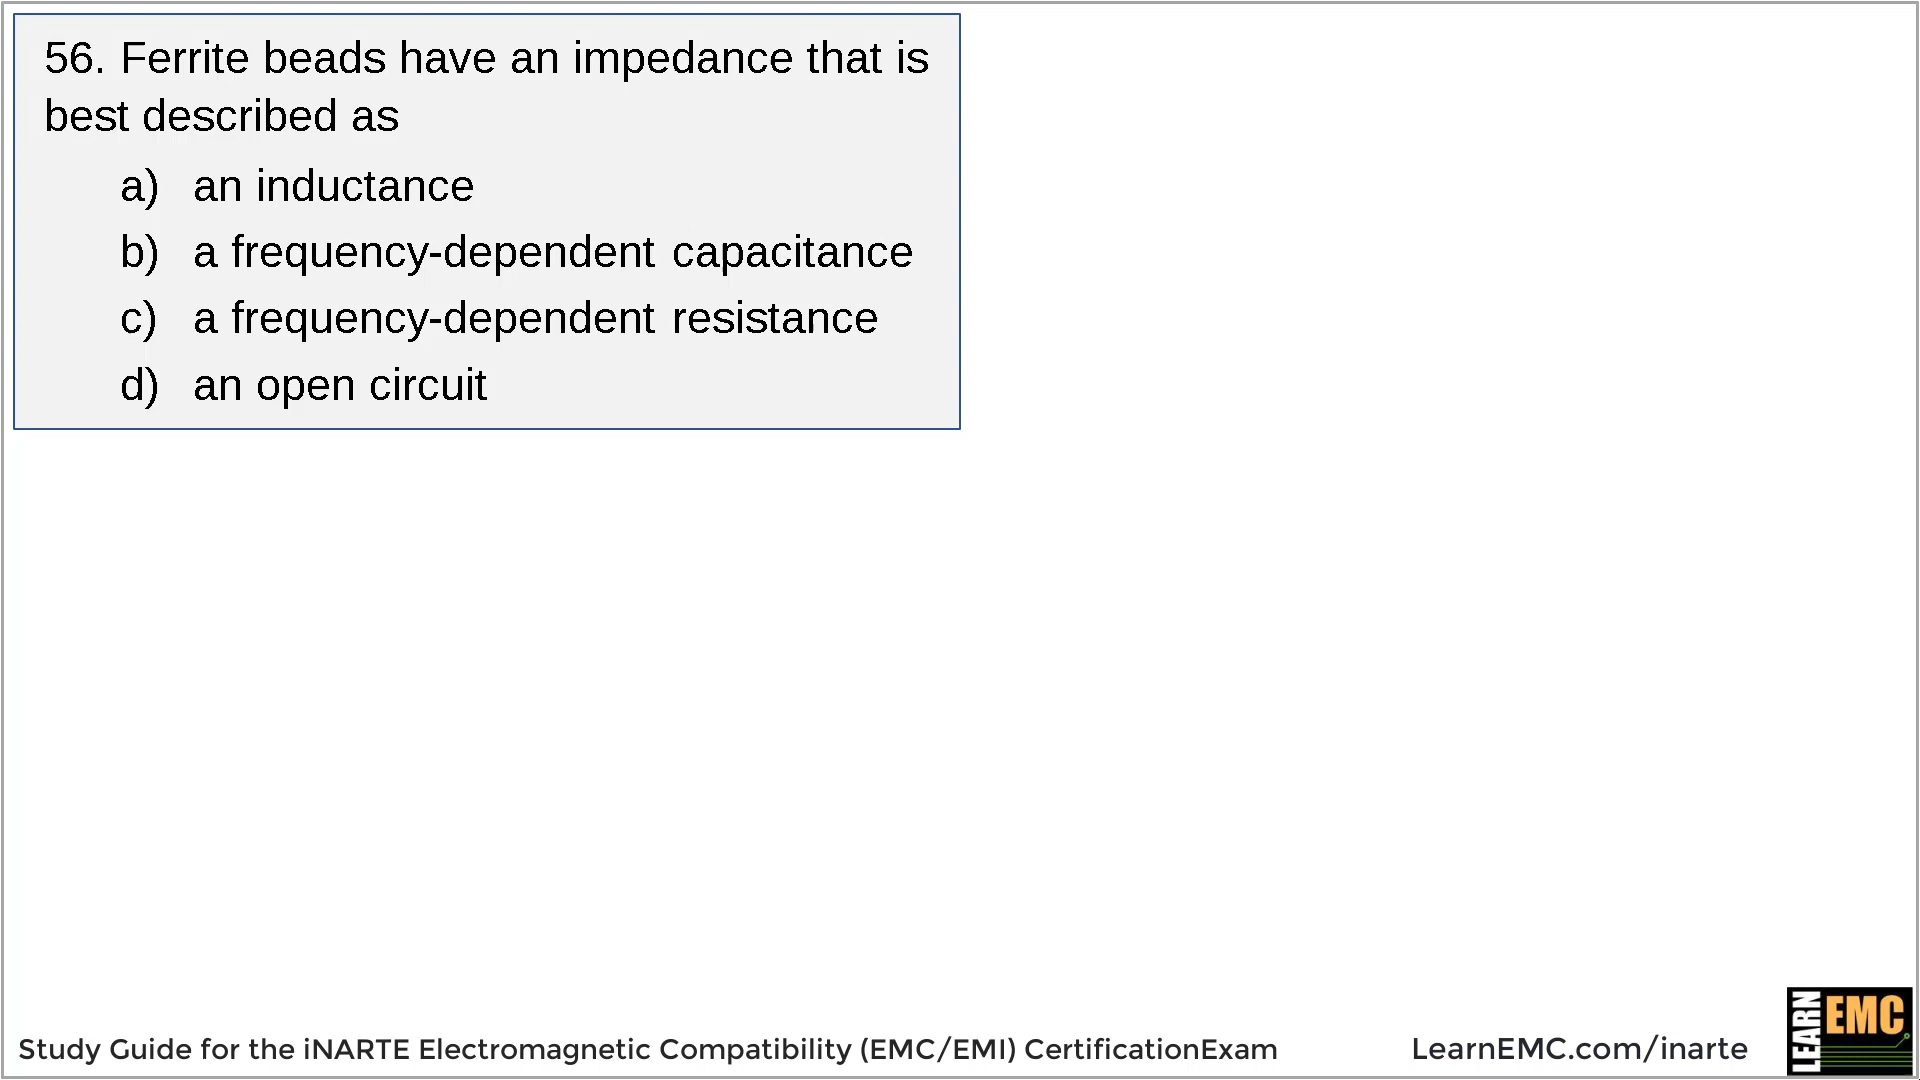 56. Ferrite beads have an impedance that is
best described as
a) an inductance
b) a frequency-dependent capacitance
c) a frequency-dependent resistance
d) an open circuit
Study Guide for the iNARTE Electromagnetic Compatibility (EMC/EMI) CertificationExam
LearnEMC.com/inarte
LEARN
EMC